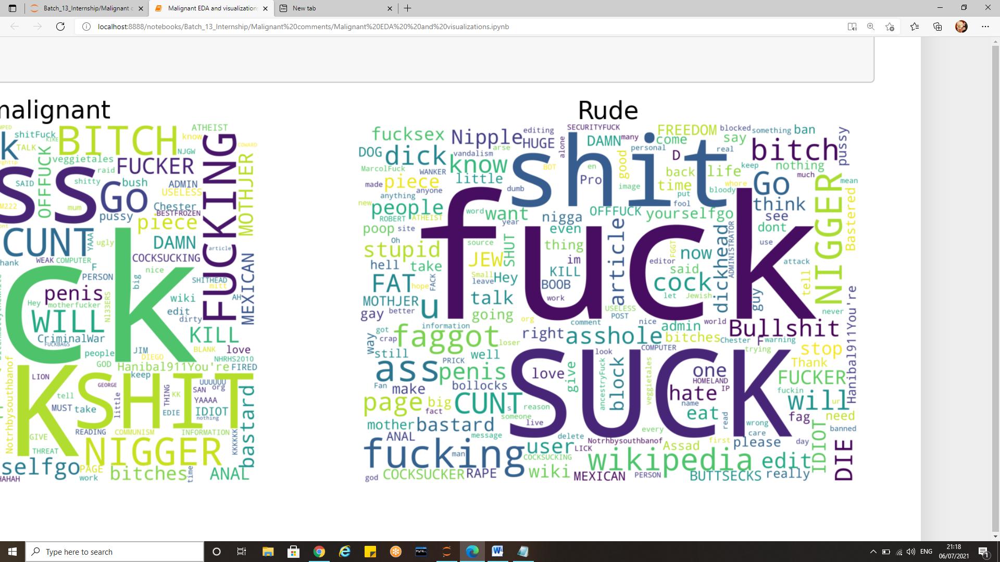 Batch_13_Internship/Malignant c
Malignant EDA and visualization
New tab
localhost:8888/notebooks/Batch_13_Internship/Malignant%20comments/Malignant%20EDA%20%20and%20visualizations.ipynb
malignant
shitFuck
BITCH
ATHEIST
know
KIKE
TALK
NJGW
COWARD
veggietales
OFFFUCK
raid
FUCKER
FUCKING
MOTHJER
SAID
shitty
bush
ADMIN
USELESS
Go
M222
mum
Chester
BESTFROZEN
pussy
piece
CUNT
YAAA
ugly
DAMN
article
WEAK
COMPUTER
COCKSUCKING
F
nice
PERSON
big
SHITHEAD
mitt
MEXICAN
penis
Hey
motherfucker
N133ERS
wiki
AH
edit
WILL
dirty
CriminalWar
FUCKBAGS
KILL
JIM
BLANK
love
people
DIEGO
NHRHS2010
GOD
Hanibal911You're
FIRED
LION
keep
SHIT
UUUUUU
GEORGE
THING
SAN
org
tell
KK
YAAAA
Notrhbysouthbanof
MUST
take
little
EDIE
IDIOT
nothing
bastard
READING
COMMUNISM
INFORMATION
GIVE
THREAT
NIGGER
KKKKKK
selfgo
PAGE
work
bitches
time
ANAL
Rude
fucksex
Nipple
editing
SECURITYFUCK
FREEDOM
blocked
something
ban
HUGE
alone
DAMN
many
come
say
pussy
DOG
dick
vandalism
arse
shit
personal
D
real
bitch
MarcolFuck
WANKER
know
BOT
en
good
back
life
keep
nothing
made
piece
little
Pro
time
whore
Go
much
mean
anyone
dumb
image
put
bloody
anything
new
people
fuck
fool
think
Bastered
word
want
nigga
OFFFUCK
yourselfgo
see
NIGGER
ROBERT
ATHEIST
year
even
article
dickhead
ADMINISTRATOR
dont
poop
site
Oh
source
SHUT
thing
FGGT
use
stupid
JEW
im
editor
now
attack
hell
take
Small
leave
Hey
KILL
said
tell
FAT
hope
FACK
BOOB
cock
MOTHJER
u
talk
work
let
Jewish
guy
gay
better
going
org
USELESS
POST
never
information
comment
nice
admin
world
Bullshit
Hanibal911You're
way
got
crap
faggot
loser
right
asshole
bitches
Chester
F
warning
still
PRICK
well
look
COMPUTER
trying
stop
ass
penis
SUCK
love
give
ancestryFuck
block
veggietales
one
HOMELAND
Thank
FUCKER
Fan
make
bollocks
hate
IP
fuckin
page
big
fact
CUNT
s
reason
name
will
ur
someone
eat
read
fag
need
mother
bastard
live
wrong
IDIOT
banned
ANAL
message
delete
every
care
fucking
man
user
LICK
Notrhbysouthbanof
Assad
first
please
day
DIE
COCKSUCKING
wikipedia
edit
god
COCKSUCKER
RAPE
wiki
MEXICAN
PERSON
BUTTSECKS
really
Type here to search
MySQL
ENG
21:18
06/07/2021
1